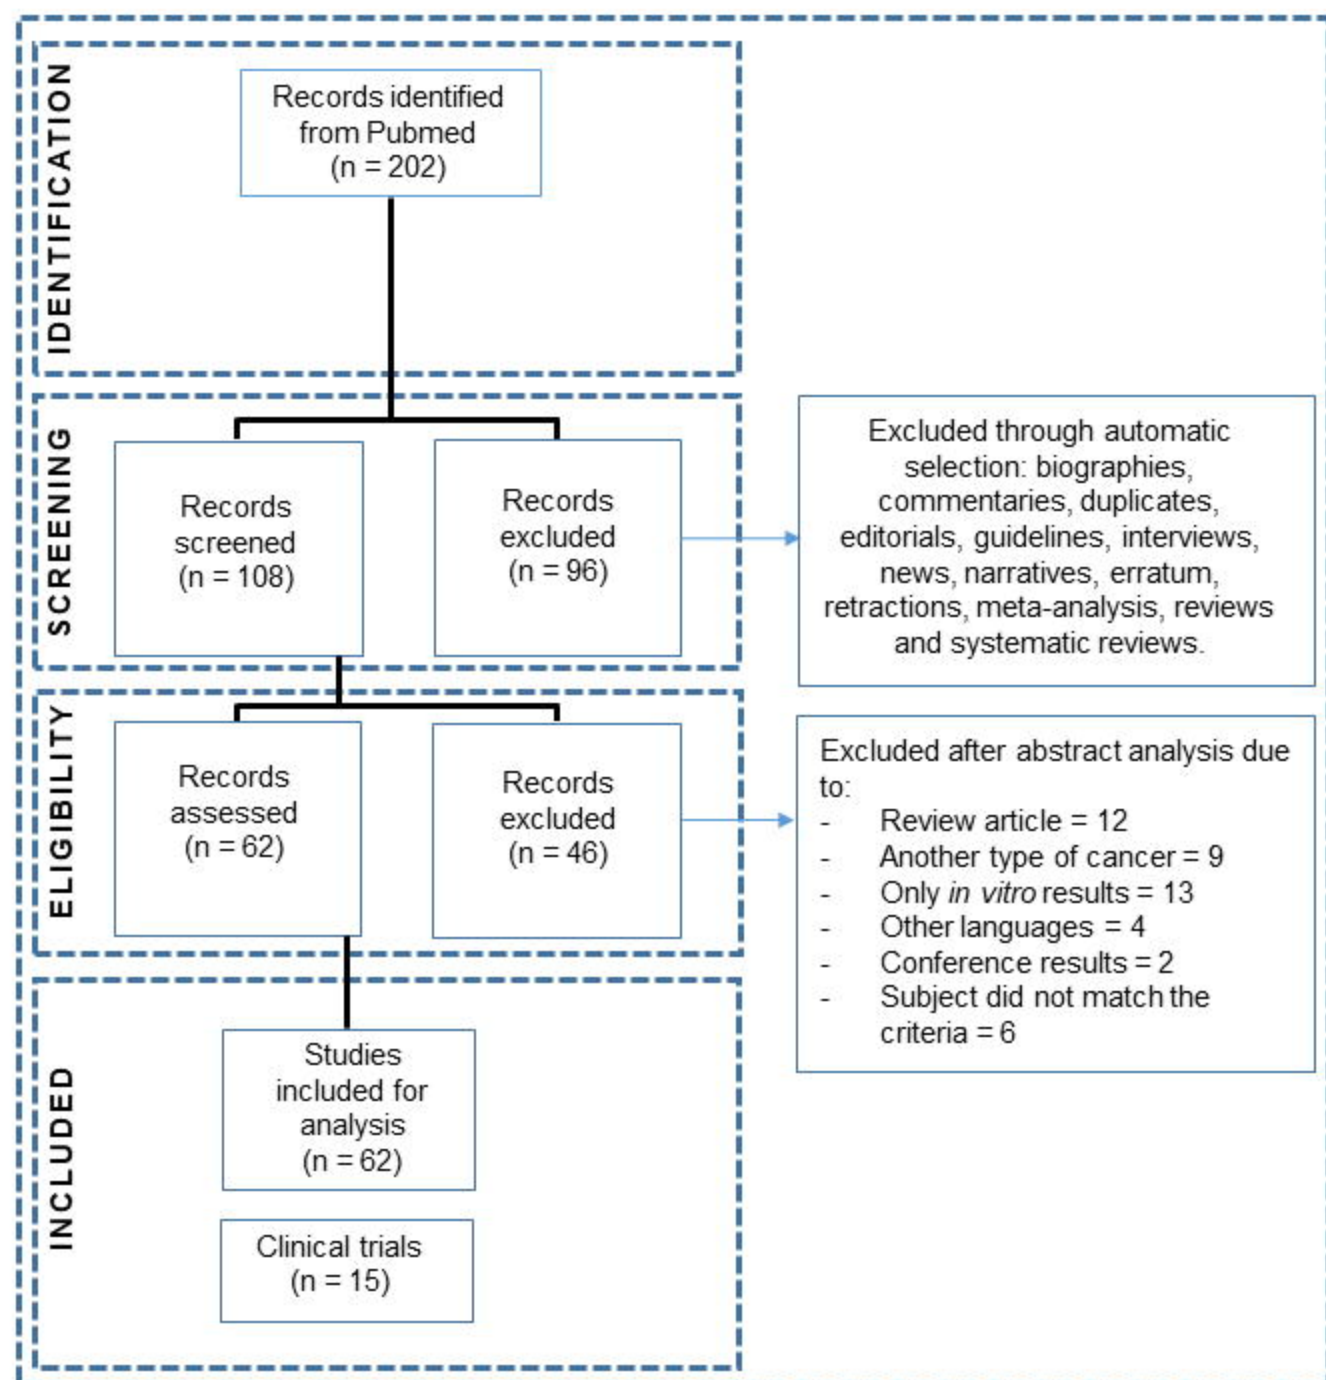 IDENTIFICATION
Records identified
from Pubmed
(n = 202)
SCREENING
Records
screened
(n = 108)
Records
excluded
(n = 96)
Excluded through automatic
selection: biographies,
commentaries, duplicates,
editorials, guidelines, interviews,
news, narratives, erratum,
retractions, meta-analysis, reviews
and systematic reviews.
ELIGIBILITY
Records
assessed
(n = 62)
Records
excluded
(n = 46)
Excluded after abstract analysis due
to:
- Review article = 12
- Another type of cancer = 9
- Only in vitro results = 13
- Other languages = 4
- Conference results = 2
- Subject did not match the
criteria = 6
INCLUDED
Studies
included for
analysis
(n = 62)
Clinical trials
(n = 15)